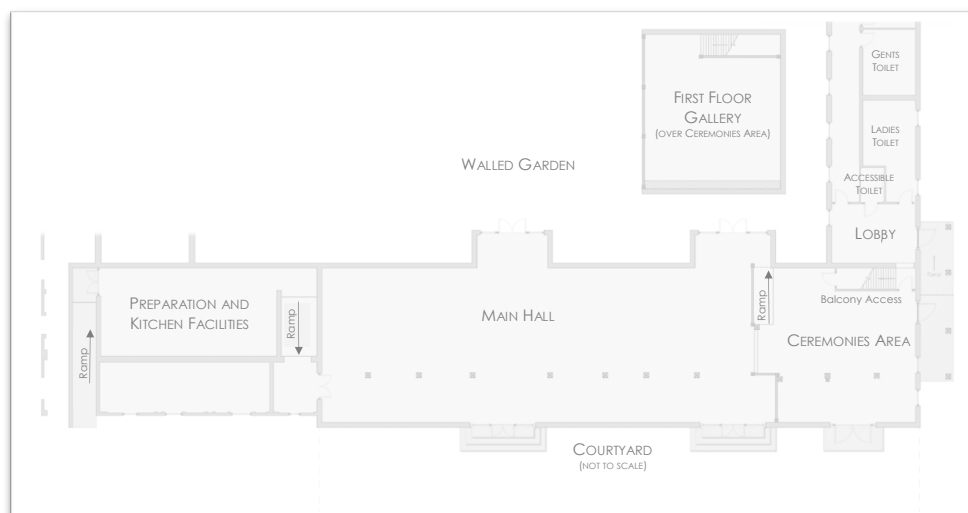 GENTS
TOILET
FIRST FLOOR
GALLERY
(OVER CEREMONIES AREA)
LADIES
TOILET
WALLED GARDEN
ACCESSIBLE
TOILET
LOBBY
PREPARATION AND
KITCHEN FACILITIES
Ramp
Ramp
MAIN HALL
Ramp
Balcony Access
CEREMONIES AREA
COURTYARD
(NOT TO SCALE)